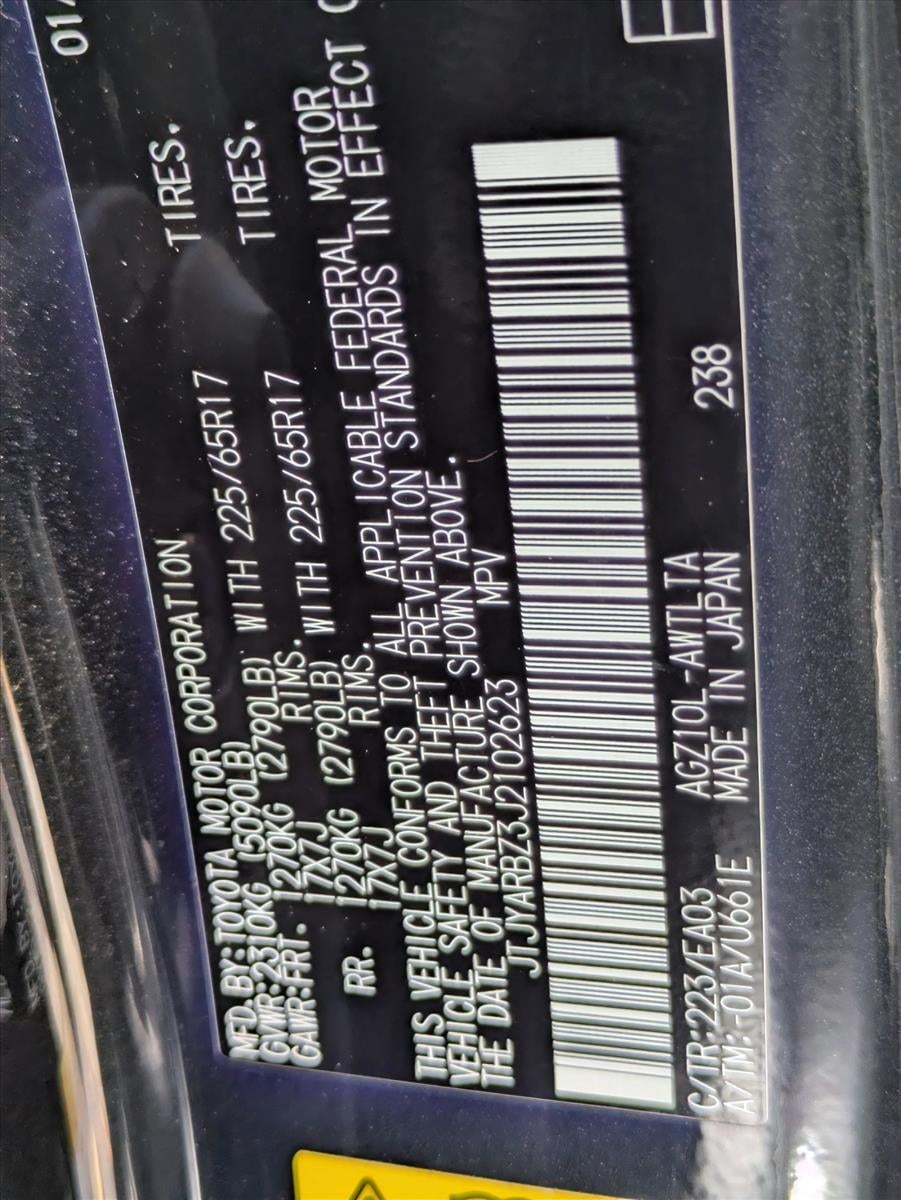 MFD.BY:TOYOTA MOTOR CORPORATION 01/
GVWR:2310KG (5090LB)
GAWR:FRT. 1270KG (2790LB) WITH 225/65R17 TIRES.
17X7J RIMS.
RR. 1270KG (2790LB) WITH 225/65R17 TIRES.
17X7J RIMS.
THIS VEHICLE CONFORMS TO ALL APPLICABLE FEDERAL MOTOR
VEHICLE SAFETY AND THEFT PREVENTION STANDARDS IN EFFECT O
THE DATE OF MANUFACTURE SHOWN ABOVE.
JTJYARBZ3J2102623 MPV
C/TR:223/EA03 AGZ10L-AWTLTA
A/TM:-01A/U661E MADE IN JAPAN 238